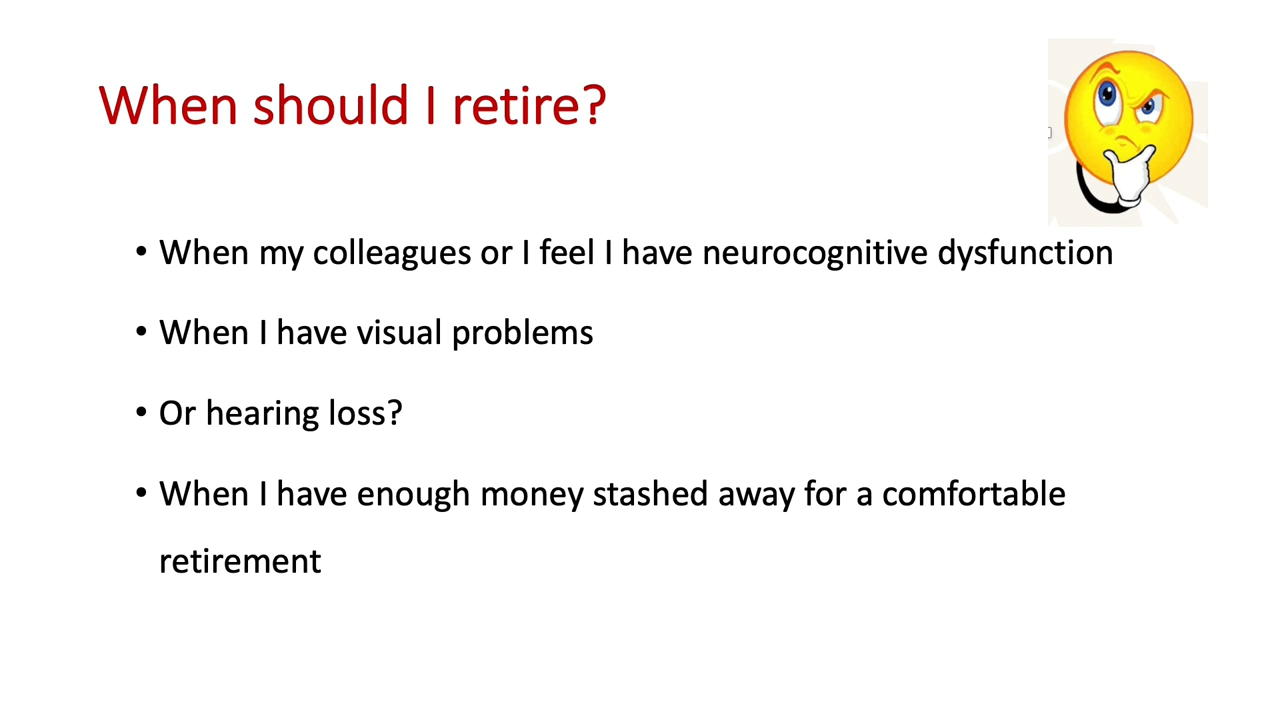 When should I retire?
• When my colleagues or I feel I have neurocognitive dysfunction
• When I have visual problems
• Or hearing loss?
• When I have enough money stashed away for a comfortable
retirement